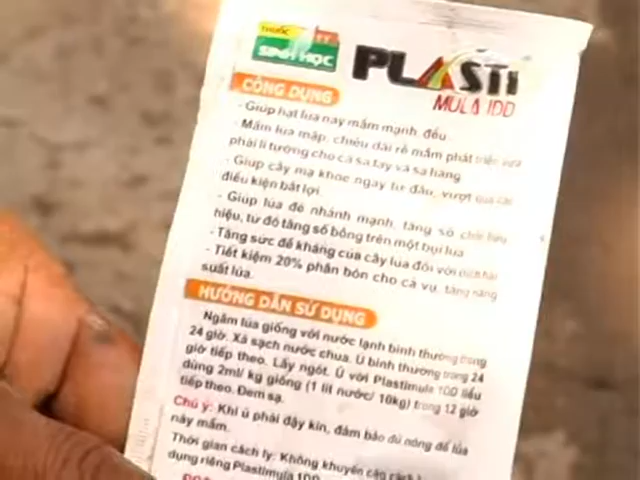 THUỐC
SINH HỌC
PLASTI
MULA 1DD
CÔNG DỤNG
- Giúp hạt lúa nảy mầm mạnh, đều.
- Mầm lúa mập, chiều dài rễ mầm phát triển vừa
phải lí tưởng cho cả sạ tay và sạ hàng
- Giúp cây mạ khỏe ngay từ đầu, vượt qua các
điều kiện bất lợi.
- Giúp lúa đẻ nhánh mạnh, tăng số chồi hữu
hiệu, từ đó tăng số bông trên một bụi lúa
- Tăng sức đề kháng của cây lúa đối với dịch hại
- Tiết kiệm 20% phân bón cho cả vụ, tăng năng
suất lúa.
HƯỚNG DẪN SỬ DỤNG
Ngâm lúa giống với nước lạnh bình thường trong
24 giờ. Xả sạch nước chua. Ủ bình thường trong 24
giờ tiếp theo. Lấy ngót. Ủ với Plastimula 1DD liều
dùng 2ml/ kg giống (1 lít nước/ 10kg) trong 12 giờ
tiếp theo. Đem sạ.
Chú ý: Khi ủ phải đậy kín, đảm bảo đủ nóng để lúa
nảy mầm.
Thời gian cách ly: Không khuyến cáo cách
dụng riêng Plastimula 1DD